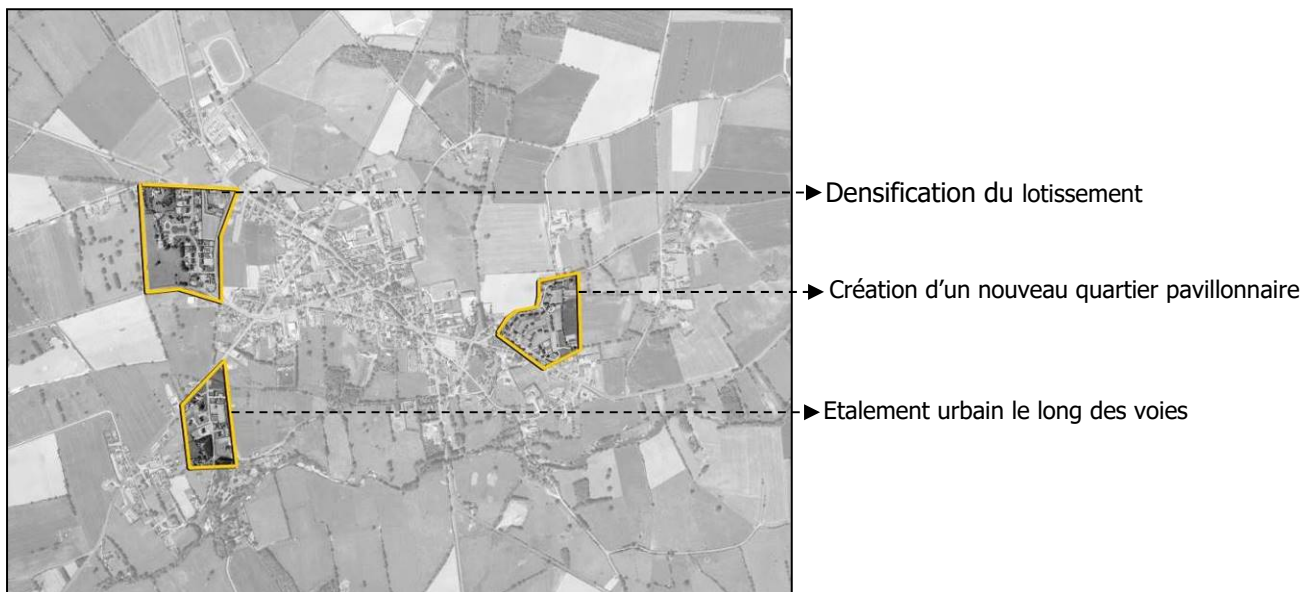 Densification du lotissement
Création d’un nouveau quartier pavillonnaire
Etalement urbain le long des voies